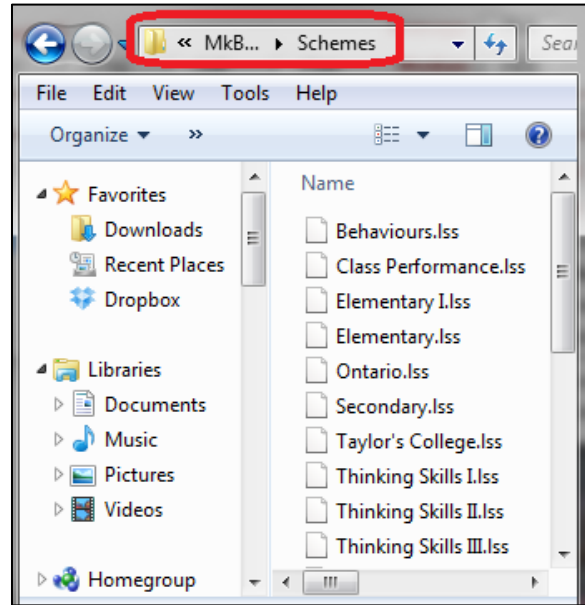 « MkB... ▸ Schemes
Sear
File Edit View Tools Help
Organize »
Favorites
Downloads
Recent Places
Dropbox
Libraries
Documents
Music
Pictures
Videos
Homegroup
Name
Behaviours.lss
Class Performance.lss
Elementary I.lss
Elementary.lss
Ontario.lss
Secondary.lss
Taylor's College.lss
Thinking Skills I.lss
Thinking Skills II.lss
Thinking Skills III.lss